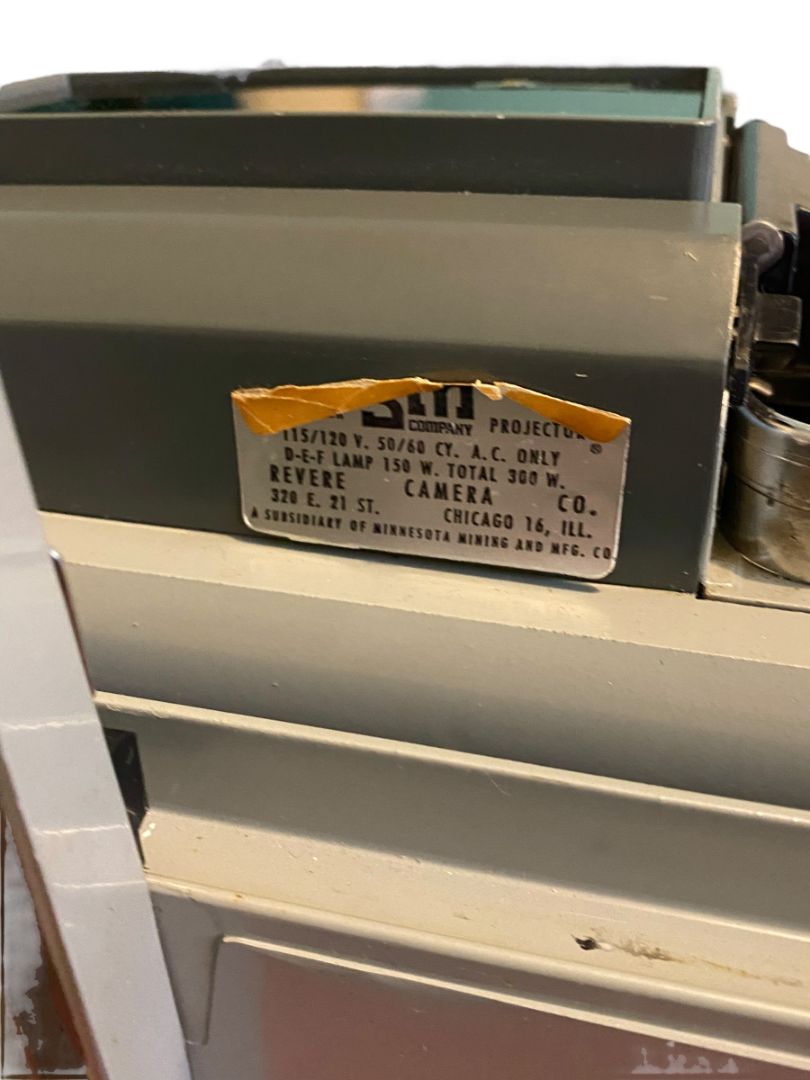 3m COMPANY PROJECTOR ®
115/120 V. 50/60 CY. A.C. ONLY
D-E-F LAMP 150 W. TOTAL 300 W.
REVERE CAMERA CO.
320 E. 21 ST. CHICAGO 16, ILL.
A SUBSIDIARY OF MINNESOTA MINING AND MFG. CO